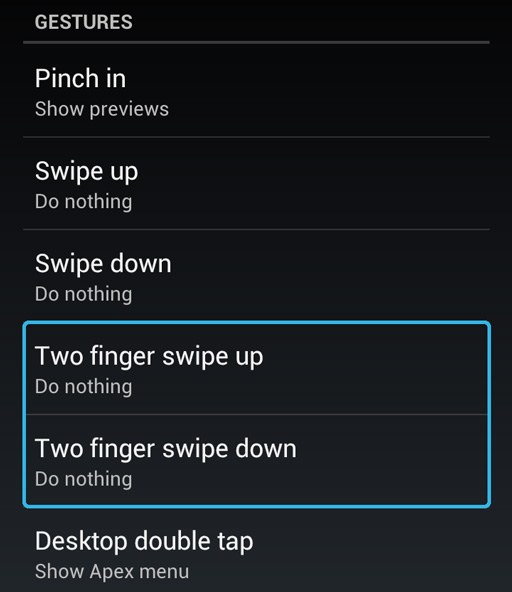 GESTURES
Pinch in
Show previews
Swipe up
Do nothing
Swipe down
Do nothing
Two finger swipe up
Do nothing
Two finger swipe down
Do nothing
Desktop double tap
Show Apex menu